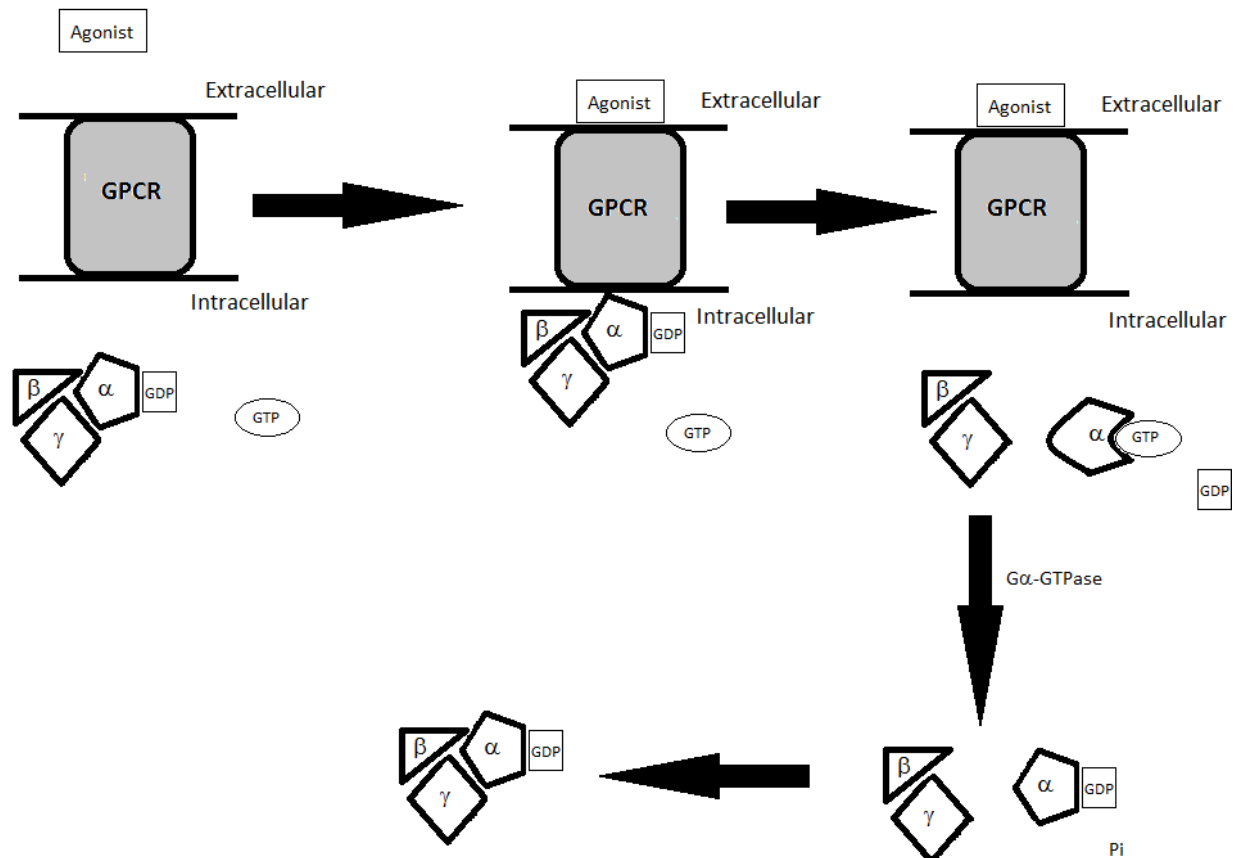 Agonist
Extracellular
GPCR
Intracellular
β
α
GDP
γ
GTP
Agonist
Extracellular
GPCR
Intracellular
β
α
GDP
γ
GTP
Agonist
Extracellular
GPCR
Intracellular
β
γ
α
GTP
GDP
Gα-GTPase
β
α
GDP
γ
Pi
β
α
GDP
γ